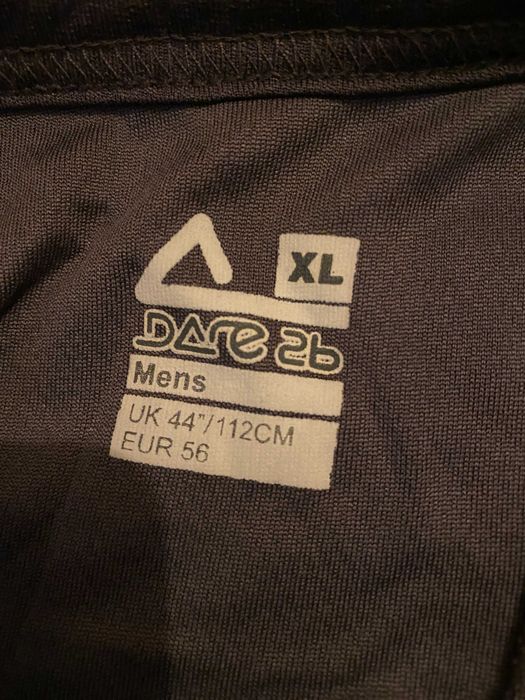 XL
DARE 2b
Mens
UK 44"/112CM
EUR 56